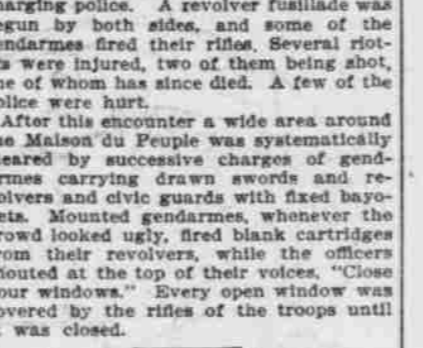 harging police. A revolver fusillade was
egun by both sides, and some of the
endarmes fired their rifles. Several riot-
s were injured, two of them being shot,
ne of whom has since died. A few of the
olice were hurt.
After this encounter a wide area around
he Maison du Peuple was systematically
leared by successive charges of gend-
rmes carrying drawn swords and re-
olvers and civic guards with fixed bayo-
ets. Mounted gendarmes, whenever the
rowd looked ugly, fired blank cartridges
rom their revolvers, while the officers
houted at the top of their voices, "Close
our windows." Every open window was
overed by the rifles of the troops until
was closed.